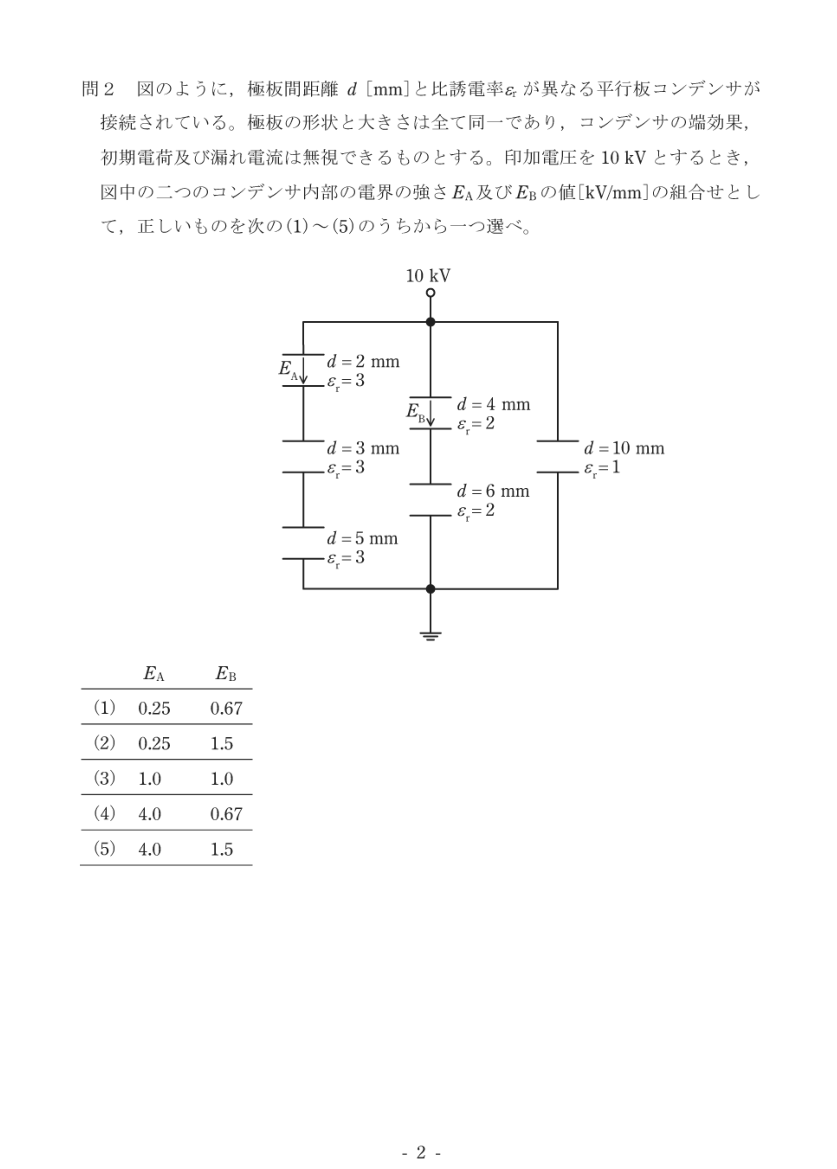 問２　図のように，極板間距離 d [mm]と比誘電率εr が異なる平行板コンデンサが
接続されている。極板の形状と大きさは全て同一であり，コンデンサの端効果，
初期電荷及び漏れ電流は無視できるものとする。印加電圧を 10 kV とするとき，
図中の二つのコンデンサ内部の電界の強さ EA 及び EB の値[kV/mm]の組合せとし
て，正しいものを次の(1)～(5)のうちから一つ選べ。
10 kV
EA
d = 2 mm
εr = 3
EB
d = 4 mm
εr = 2
d = 3 mm
εr = 3
d = 10 mm
εr = 1
d = 6 mm
εr = 2
d = 5 mm
εr = 3
EA EB
(1) 0.25 0.67
(2) 0.25 1.5
(3) 1.0 1.0
(4) 4.0 0.67
(5) 4.0 1.5
- 2 -